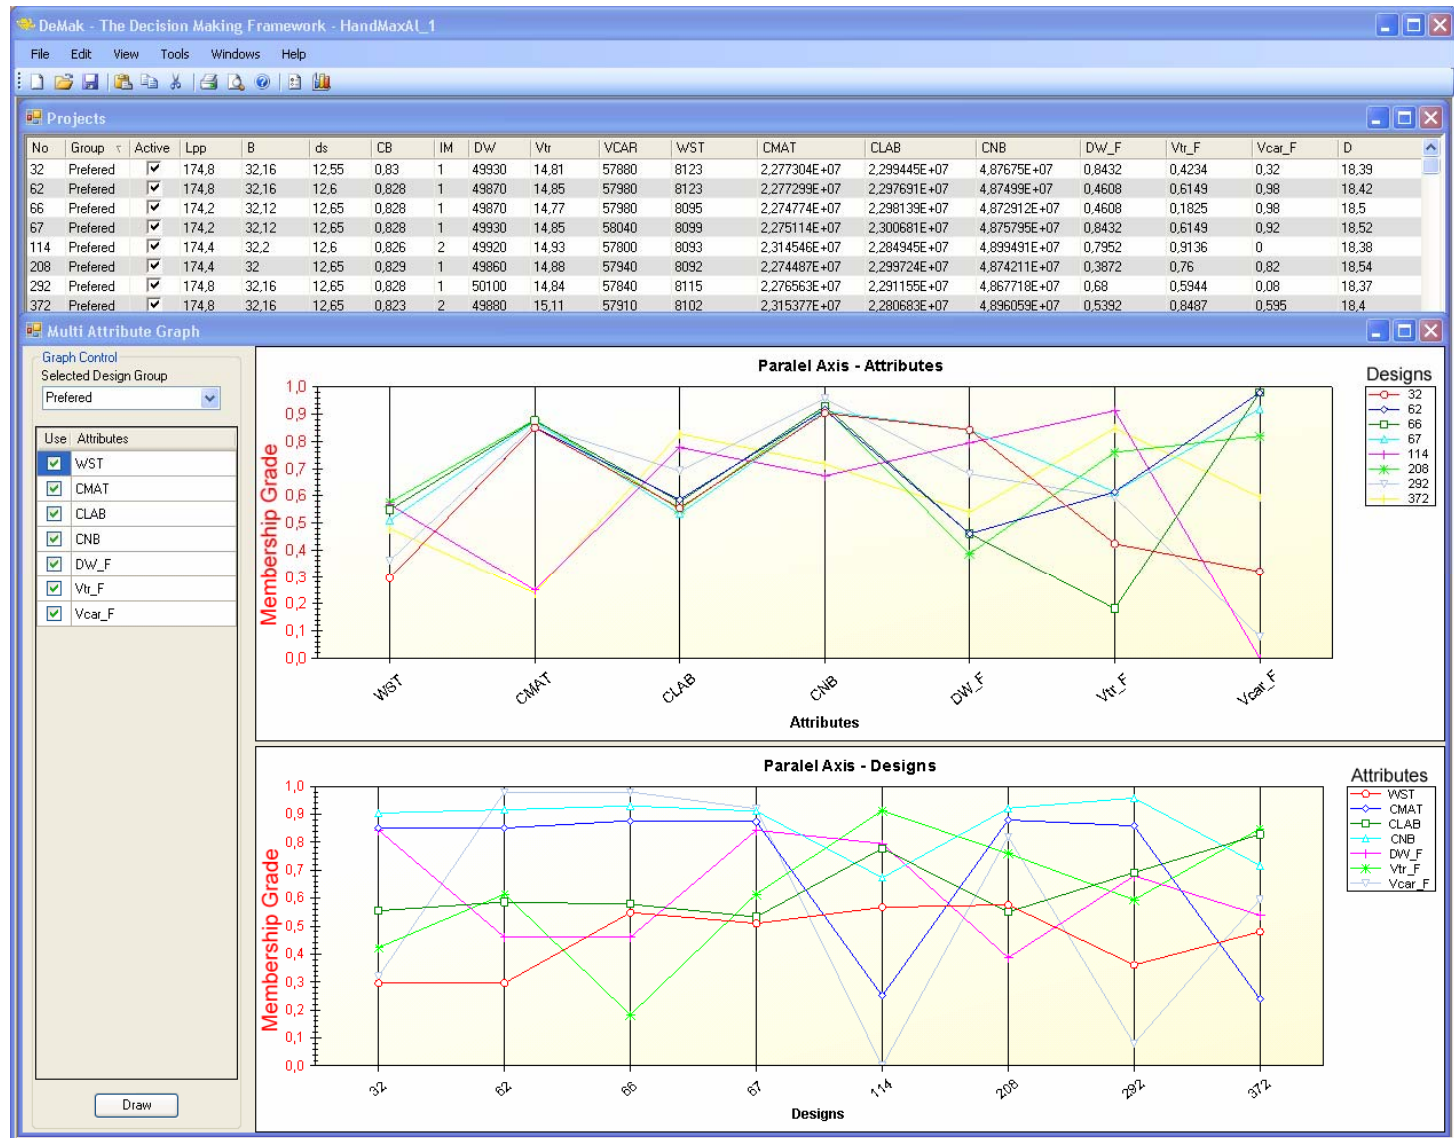 DeMak - The Decision Making Framework - HandMaxAl_1
File Edit View Tools Windows Help
Projects
No Group Active Lpp B ds CB IM DW Vtr VCAR WST CMAT CLAB CNB DW_F Vtr_F Vcar_F D
32 Prefered 174,8 32,16 12,55 0,83 1 49930 14,81 57880 8123 2,277304E+07 2,299445E+07 4,87675E+07 0,8432 0,4234 0,32 18,39
62 Prefered 174,8 32,16 12,6 0,828 1 49870 14,85 57980 8123 2,277299E+07 2,297691E+07 4,87499E+07 0,4608 0,6149 0,98 18,42
66 Prefered 174,2 32,12 12,65 0,828 1 49870 14,77 57980 8095 2,274774E+07 2,298139E+07 4,872912E+07 0,4608 0,1825 0,98 18,5
67 Prefered 174,2 32,12 12,65 0,828 1 49930 14,85 58040 8099 2,275114E+07 2,300681E+07 4,875795E+07 0,8432 0,6149 0,92 18,52
114 Prefered 174,4 32,2 12,6 0,826 2 49920 14,93 57800 8093 2,314546E+07 2,284945E+07 4,899491E+07 0,7952 0,9136 0 18,38
208 Prefered 174,4 32 12,65 0,829 1 49860 14,88 57940 8092 2,274487E+07 2,299724E+07 4,874211E+07 0,3872 0,76 0,82 18,54
292 Prefered 174,8 32,16 12,65 0,828 1 50100 14,84 57840 8115 2,276563E+07 2,291155E+07 4,867718E+07 0,68 0,5944 0,08 18,37
372 Prefered 174,8 32,16 12,65 0,823 2 49880 15,11 57910 8102 2,315377E+07 2,280683E+07 4,896059E+07 0,5392 0,8487 0,595 18,4
Multi Attribute Graph
Graph Control
Selected Design Group
Prefered
Use Attributes
WST
CMAT
CLAB
CNB
DW_F
Vtr_F
Vcar_F
Draw
Paralel Axis - Attributes
Membership Grade
1,0
0,9
0,8
0,7
0,6
0,5
0,4
0,3
0,2
0,1
0,0
WST CMAT CLAB CNB DW_F Vtr_F Vcar_F
Attributes
Designs
32
62
66
67
114
208
292
372
Paralel Axis - Designs
Membership Grade
1,0
0,9
0,8
0,7
0,6
0,5
0,4
0,3
0,2
0,1
0,0
32 62 66 67 114 208 292 372
Designs
Attributes
WST
CMAT
CLAB
CNB
DW_F
Vtr_F
Vcar_F